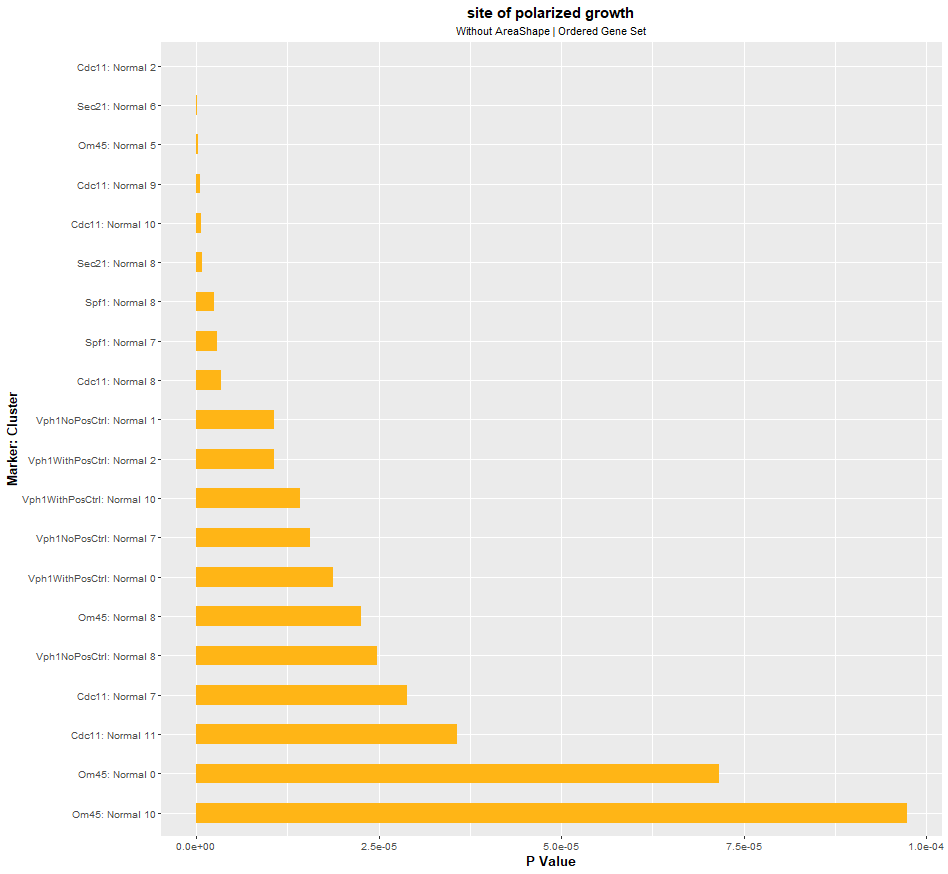 site of polarized growth
Without AreaShape | Ordered Gene Set
Marker: Cluster
Cdc11: Normal 2
Sec21: Normal 6
Om45: Normal 5
Cdc11: Normal 9
Cdc11: Normal 10
Sec21: Normal 8
Spf1: Normal 8
Spf1: Normal 7
Cdc11: Normal 8
Vph1NoPosCtrl: Normal 1
Vph1WithPosCtrl: Normal 2
Vph1WithPosCtrl: Normal 10
Vph1NoPosCtrl: Normal 7
Vph1WithPosCtrl: Normal 0
Om45: Normal 8
Vph1NoPosCtrl: Normal 8
Cdc11: Normal 7
Cdc11: Normal 11
Om45: Normal 0
Om45: Normal 10
0.0e+00 2.5e-05 5.0e-05 7.5e-05 1.0e-04
P Value